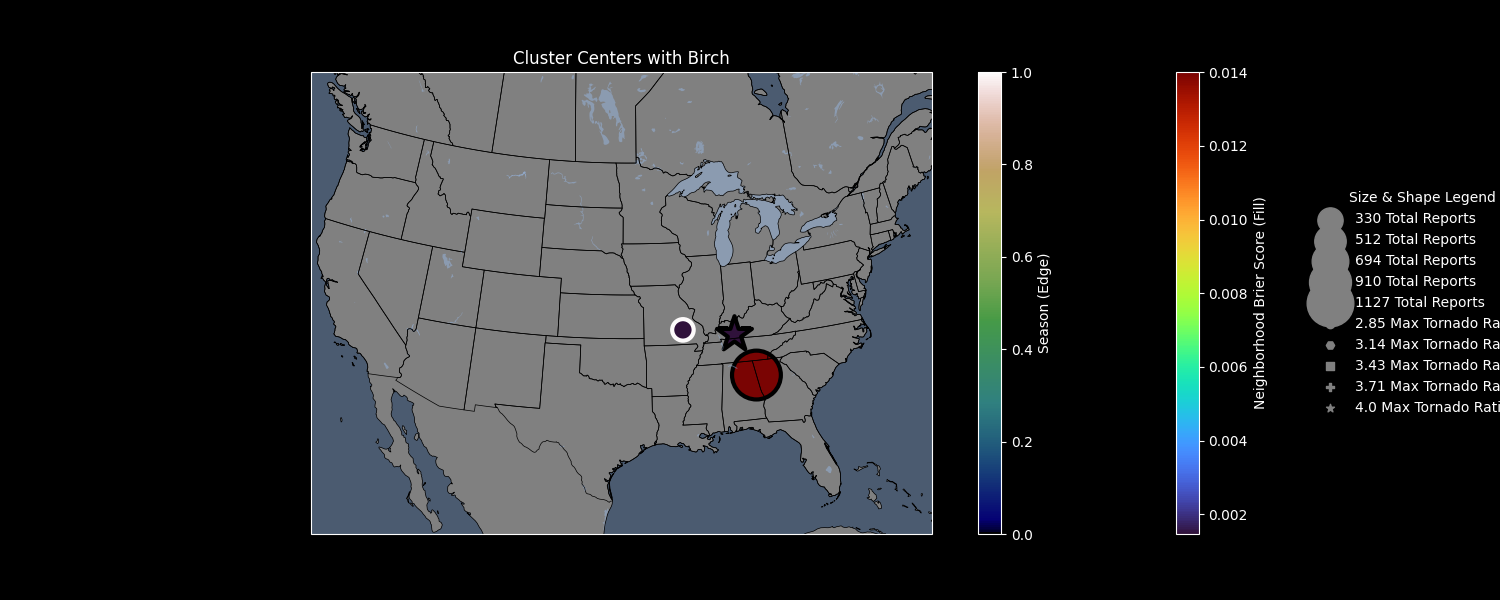 Cluster Centers with Birch
1.0
0.8
0.6
0.4
0.2
0.0
Season (Edge)
0.014
0.012
0.010
0.008
0.006
0.004
0.002
Neighborhood Brier Score (Fill)
Size & Shape Legend
330 Total Reports
512 Total Reports
694 Total Reports
910 Total Reports
1127 Total Reports
2.85 Max Tornado Ra
3.14 Max Tornado Ra
3.43 Max Tornado Ra
3.71 Max Tornado Ra
4.0 Max Tornado Rati